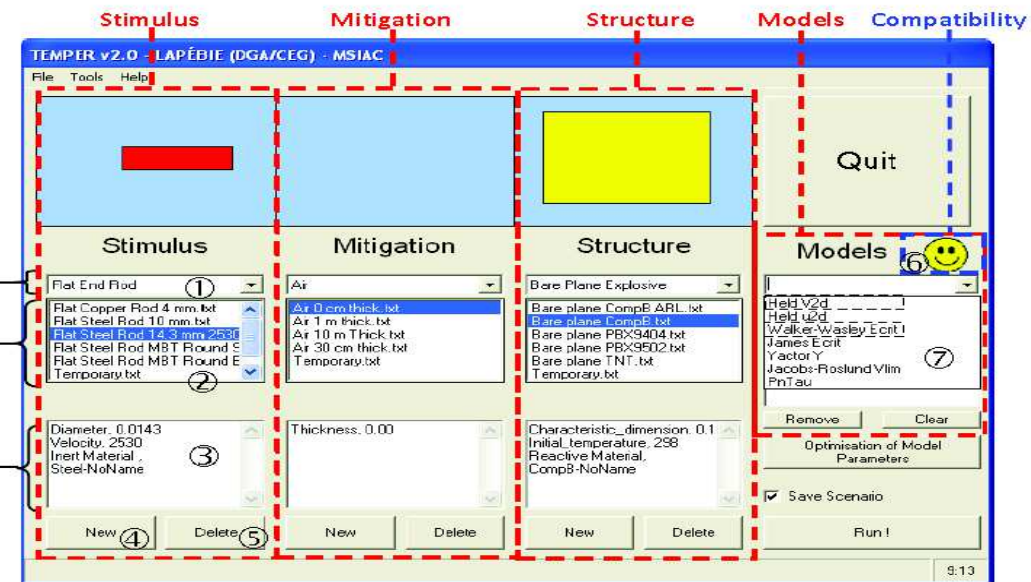 Stimulus Mitigation Structure Models Compatibility
TEMPER v2.0 - LAPÉBIE (DGA/CEG) - MSIAC
File Tools Help
Quit
Stimulus Mitigation Structure Models ⑥
Flat End Rod ① Air Bare Plane Explosive
Flat Copper Rod 4 mm.txt
Flat Steel Rod 10 mm.txt
Flat Steel Rod 14.3 mm 2530
Flat Steel Rod MBT Round S
Flat Steel Rod MBT Round E
Temporary.txt
②
Air 0 cm thick.txt
Air 1 m thick.txt
Air 10 m Thick.txt
Air 30 cm thick.txt
Temporary.txt
Bare plane CompB ARL.txt
Bare plane CompB.txt
Bare plane PBX9404.txt
Bare plane PBX9502.txt
Bare plane TNT.txt
Temporary.txt
Held V2d
Held u2d
Walker-Wasley Ecrit
James Ecrit
Yactor Y
Jacobs-Roslund Vlim
PnTau
⑦
Remove Clear
Diameter, 0.0143
Velocity, 2530
Inert Material ,
Steel-NoName
③
Thickness, 0.00
Characteristic_dimension, 0.1
Initial_temperature, 298
Reactive Material,
CompB-NoName
Optimisation of Model
Parameters
Save Scenario
New ④ Delete ⑤ New Delete New Delete Run !
9:13